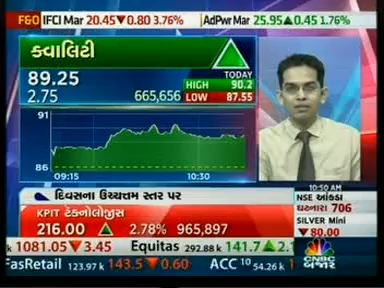 F&O IFCI Mar 20.45 ▼0.80 3.76% AdPwr Mar 25.95 ▲0.45 1.76%
ક્વાલિટી
TODAY
89.25 HIGH 90.2
2.75 665,656 LOW 87.55
91
86
09:15 10:30
10:50 AM
દિવસના ઉચ્ચતમ સ્તર પર
NSE આંકડા
ઘટનારા 706
KPIT ટેકનોલોજીસ
SILVER Mini
216.00 ▲ 2.78% 965,897
▼80.00
k 1081.05 ▼3.45 Equitas 292.88 k 141.7 ▲2.1
CNBC બજાર
FasRetail 123.97 k 143.5 ▼0.60 ACC 10 54.26 k